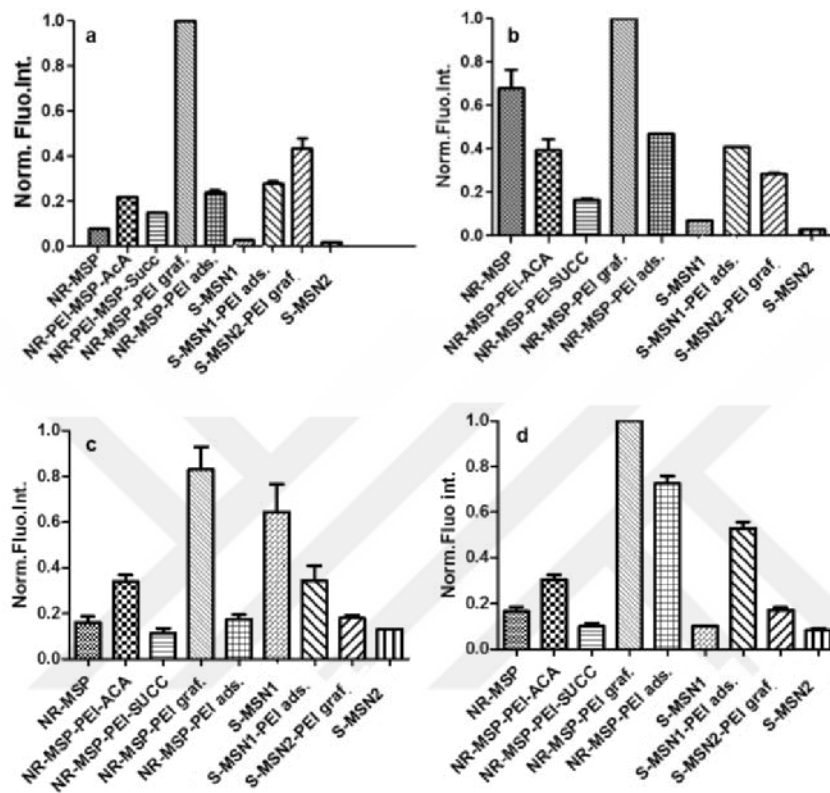 a
Norm. Fluo.Int.
1.0
0.8
0.6
0.4
0.2
0.0
NR-MSP
NR-PEI-MSP-AcA
NR-PEI-MSP-Succ
NR-MSP-PEI graf.
NR-MSP-PEI ads.
S-MSN1
S-MSN1-PEI ads.
S-MSN2-PEI graf
S-MSN2
b
Norm.Fluo.Int.
1.0
0.8
0.6
0.4
0.2
0.0
NR-MSP
NR-MSP-PEI-ACA
NR-MSP-PEI-SUCC
NR-MSP-PEI graf.
NR-MSP-PEI ads.
S-MSN1
S-MSN1-PEI ads.
S-MSN2-PEI graf
S-MSN2
c
Norm.Fluo.Int.
1.0
0.8
0.6
0.4
0.2
0.0
NR-MSP
NR-MSP-PEI-ACA
NR-MSP-PEI-SUCC
NR-MSP-PEI graf.
NR-MSP-PEI ads.
S-MSN1
S-MSN1-PEI ads.
S-MSN2-PEI graf
S-MSN2
d
Norm.Fluo int.
1.0
0.8
0.6
0.4
0.2
0.0
NR-MSP
NR-MSP-PEI-ACA
NR-MSP-PEI-SUCC
NR-MSP-PEI graf.
NR-MSP-PEI ads.
S-MSN1
S-MSN1-PEI ads.
S-MSN2-PEI graf
S-MSN2